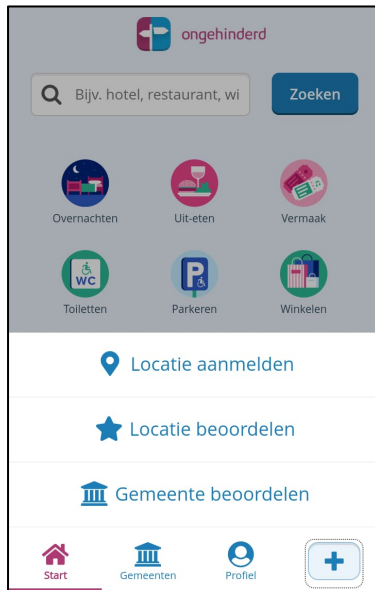 ongehinderd
Bijv. hotel, restaurant, wi
Zoeken
Overnachten
Uit-eten
Vermaak
WC
P
Toiletten
Parkeren
Winkelen
Locatie aanmelden
Locatie beoordelen
Gemeente beoordelen
Start
Gemeenten
Profiel